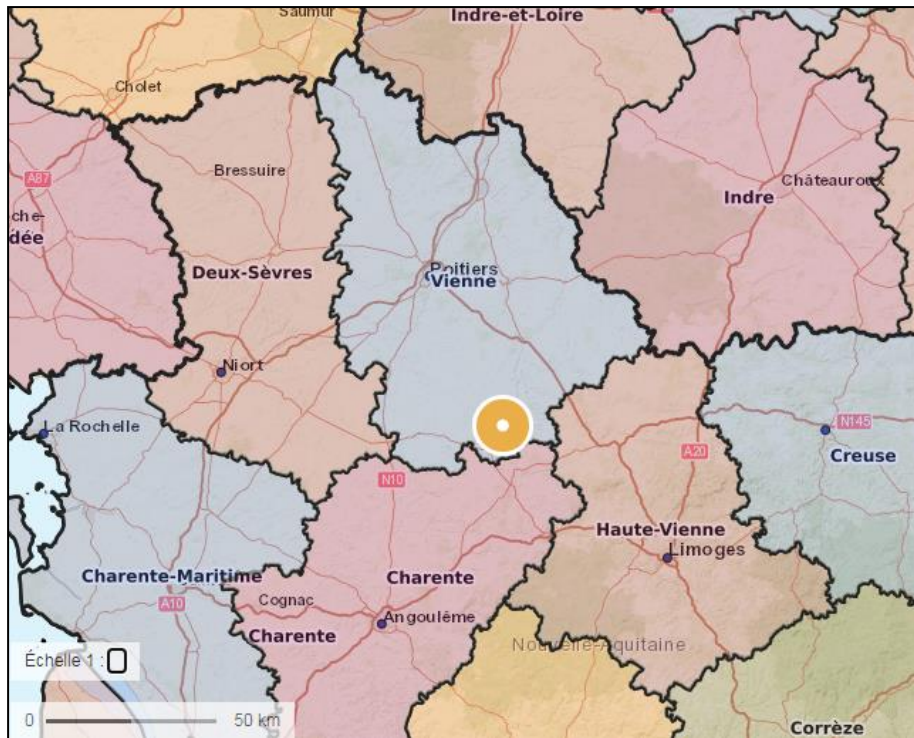 Saumur
Indre-et-Loire
Cholet
A87
Bressuire
Châteauroux
Indre
che-
dée
Deux-Sèvres
Poitiers
Vienne
Niort
La Rochelle
N145
A20
Creuse
N10
Haute-Vienne
Limoges
Charente-Maritime
Charente
A10
Cognac
Angoulême
Charente
Nouvelle-Aquitaine
Échelle 1 :
0 50 km
Corrèze